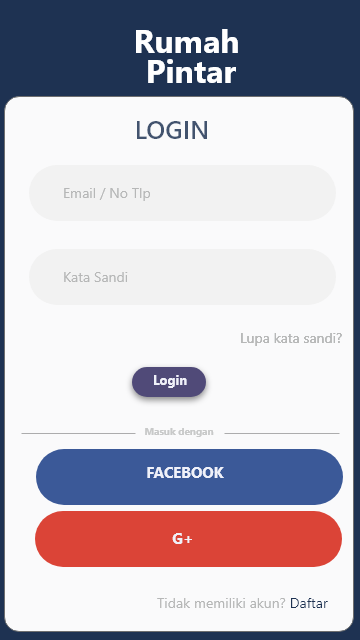 Rumah
Pintar
LOGIN
Email / No Tlp
Kata Sandi
Lupa kata sandi?
Login
Masuk dengan
FACEBOOK
G+
Tidak memiliki akun? Daftar